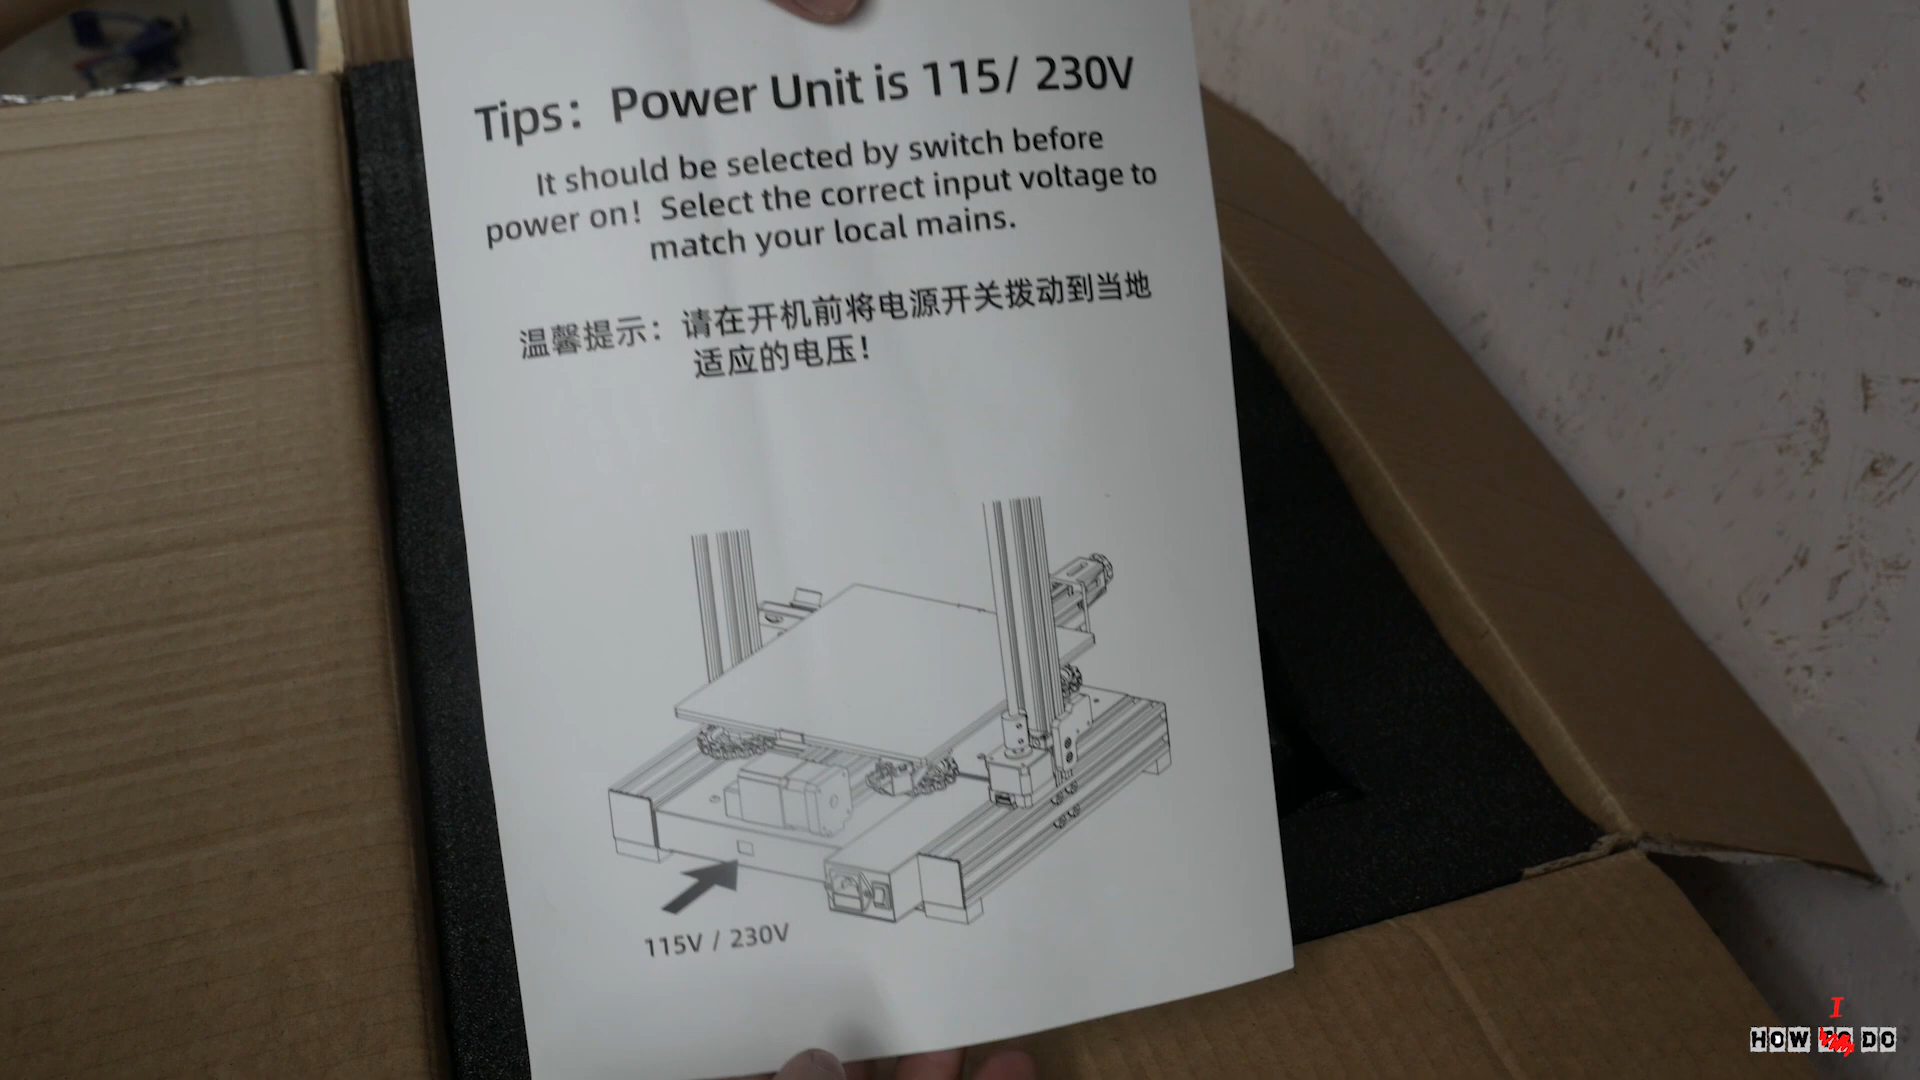 Tips：Power Unit is 115/ 230V
It should be selected by switch before
power on！Select the correct input voltage to
match your local mains.
温馨提示：请在开机前将电源开关拨动到当地
适应的电压！
115V / 230V
I
HOW TO DO